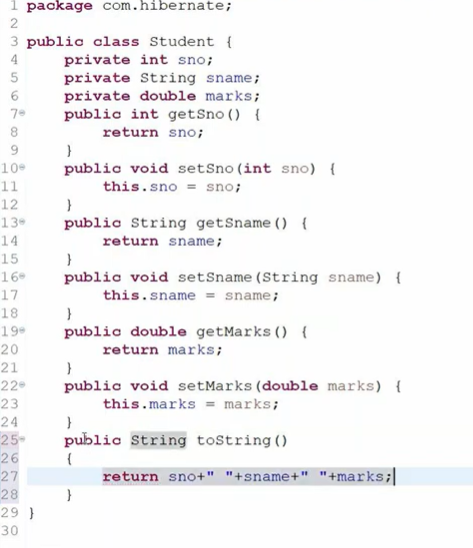 1 package com.hibernate;
2
3 public class Student {
4     private int sno;
5     private String sname;
6     private double marks;
7     public int getSno() {
8         return sno;
9     }
10     public void setSno(int sno) {
11         this.sno = sno;
12     }
13     public String getSname() {
14         return sname;
15     }
16     public void setSname(String sname) {
17         this.sname = sname;
18     }
19     public double getMarks() {
20         return marks;
21     }
22     public void setMarks(double marks) {
23         this.marks = marks;
24     }
25     public String toString()
26     {
27         return sno+" "+sname+" "+marks;
28     }
29 }
30